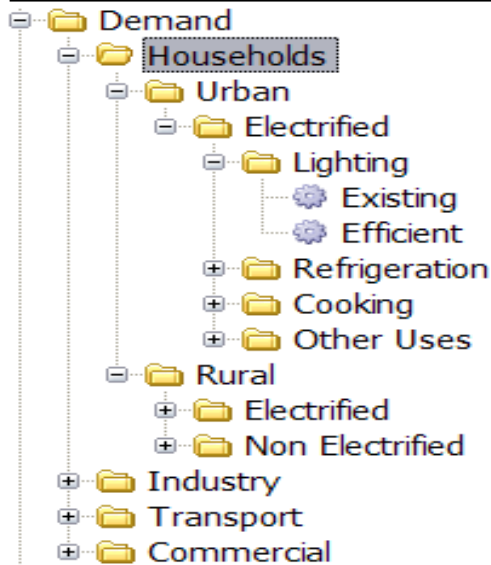 Demand
Households
Urban
Electrified
Lighting
Existing
Efficient
Refrigeration
Cooking
Other Uses
Rural
Electrified
Non Electrified
Industry
Transport
Commercial